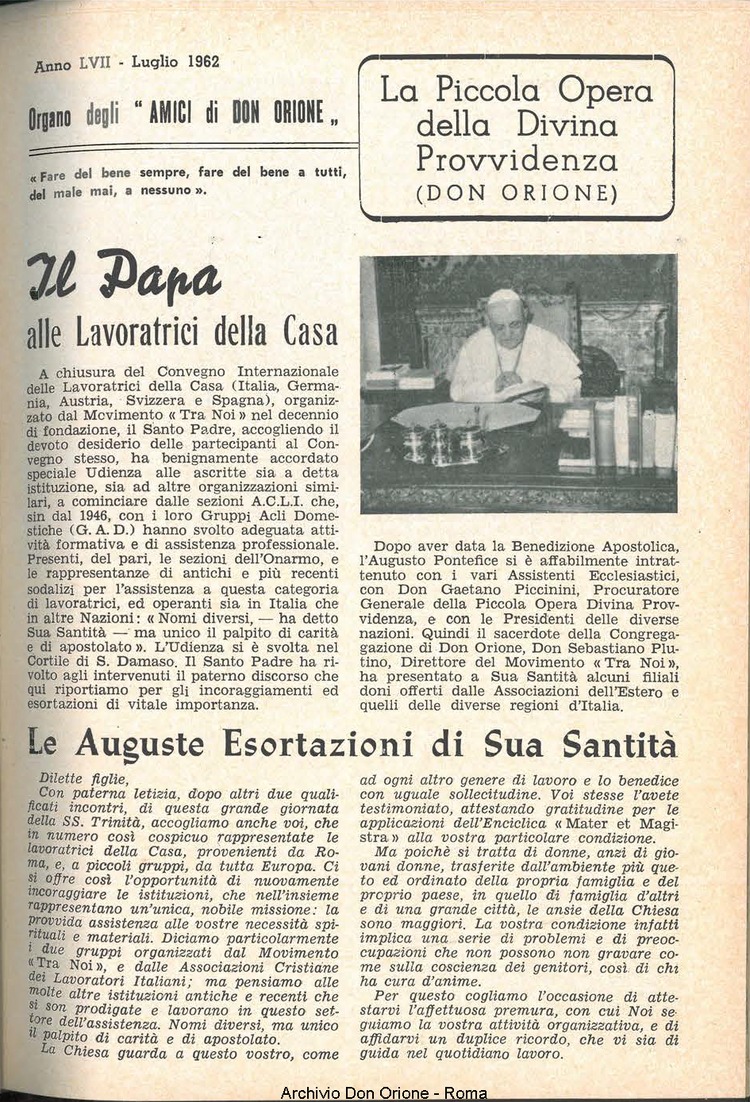 Anno LVII - Luglio 1962
Organo degli " AMICI di DON ORIONE „
« Fare del bene sempre, fare del bene a tutti,
del male mai, a nessuno ».
La Piccola Opera
della Divina
Provvidenza
(DON ORIONE)
Il Papa
alle Lavoratrici della Casa
A chiusura del Convegno Internazionale
delle Lavoratrici della Casa (Italia, Germa-
nia, Austria, Svizzera e Spagna), organiz-
zato dal Movimento « Tra Noi » nel decennio
di fondazione, il Santo Padre, accogliendo il
devoto desiderio delle partecipanti al Con-
vegno stesso, ha benignamente accordato
speciale Udienza alle ascritte sia a detta
istituzione, sia ad altre organizzazioni simi-
lari, a cominciare dalle sezioni A.C.L.I. che,
sin dal 1946, con i loro Gruppi Acli Dome-
stiche (G. A. D.) hanno svolto adeguata atti-
vità formativa e di assistenza professionale.
Presenti, del pari, le sezioni dell'Onarmo, e
le rappresentanze di antichi e più recenti
sodalizi per l'assistenza a questa categoria
di lavoratrici, ed operanti sia in Italia che
in altre Nazioni : « Nomi diversi, — ha detto
Sua Santità — ma unico il palpito di carità
e di apostolato ». L'Udienza si è svolta nel
Cortile di S. Damaso. Il Santo Padre ha ri-
volto agli intervenuti il paterno discorso che
qui riportiamo per gli incoraggiamenti ed
esortazioni di vitale importanza.
Dopo aver data la Benedizione Apostolica,
l'Augusto Pontefice si è affabilmente intrat-
tenuto con i vari Assistenti Ecclesiastici,
con Don Gaetano Piccinini, Procuratore
Generale della Piccola Opera Divina Prov-
videnza, e con le Presidenti delle diverse
nazioni. Quindi il sacerdote della Congrega-
gazione di Don Orione, Don Sebastiano Plu-
tino, Direttore del Movimento « Tra Noi »,
ha presentato a Sua Santità alcuni filiali
doni offerti dalle Associazioni dell'Estero e
quelli delle diverse regioni d'Italia.
Le Auguste Esortazioni di Sua Santità
Dilette figlie,
Con paterna letizia, dopo altri due quali-
ficati incontri, di questa grande giornata
della SS. Trinità, accogliamo anche voi, che
in numero così cospicuo rappresentate le
lavoratrici della Casa, provenienti da Ro-
ma, e, a piccoli gruppi, da tutta Europa. Ci
si offre così l'opportunità di nuovamente
incoraggiare le istituzioni, che nell'insieme
rappresentano un'unica, nobile missione : la
provvida assistenza alle vostre necessità spi-
rituali e materiali. Diciamo particolarmente
i due gruppi organizzati dal Movimento
« Tra Noi », e dalle Associazioni Cristiane
dei Lavoratori Italiani; ma pensiamo alle
molte altre istituzioni antiche e recenti che
si son prodigate e lavorano in questo set-
tore dell'assistenza. Nomi diversi, ma unico
il palpito di carità e di apostolato.
La Chiesa guarda a questo vostro, come
ad ogni altro genere di lavoro e lo benedice
con uguale sollecitudine. Voi stesse l'avete
testimoniato, attestando gratitudine per le
applicazioni dell'Enciclica « Mater et Magi-
stra » alla vostra particolare condizione.
Ma poichè si tratta di donne, anzi di gio-
vani donne, trasferite dall'ambiente più que-
to ed ordinato della propria famiglia e del
proprio paese, in quello di famiglia d'altri
e di una grande città, le ansie della Chiesa
sono maggiori. La vostra condizione infatti
implica una serie di problemi e di preoc-
cupazioni che non possono non gravare co-
me sulla coscienza dei genitori, così di chi
ha cura d'anime.
Per questo cogliamo l'occasione di atte-
starvi l'affettuosa premura, con cui Noi se-
guiamo la vostra attività organizzativa, e di
affidarvi un duplice ricordo, che vi sia di
guida nel quotidiano lavoro.
Archivio Don Orione - Roma